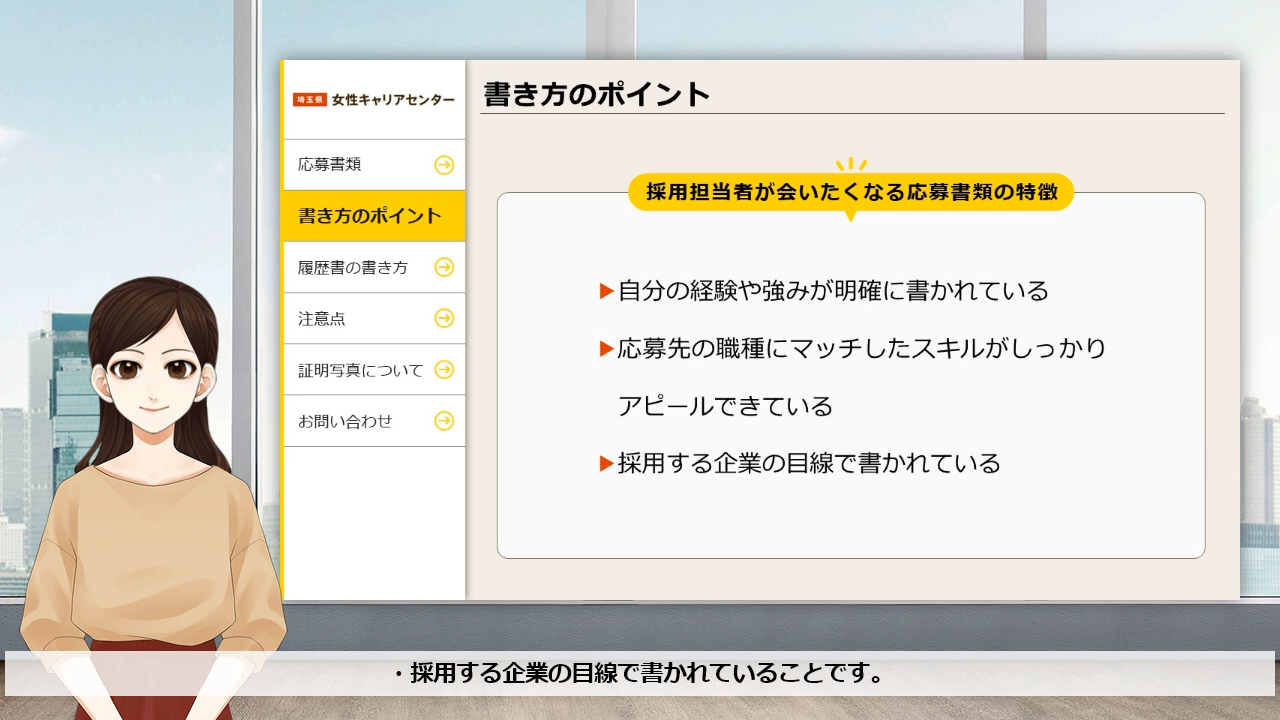 埼玉県 女性キャリアセンター
応募書類
書き方のポイント
履歴書の書き方
注意点
証明写真について
お問い合わせ
書き方のポイント
採用担当者が会いたくなる応募書類の特徴
▶自分の経験や強みが明確に書かれている
▶応募先の職種にマッチしたスキルがしっかり
アピールできている
▶採用する企業の目線で書かれている
・採用する企業の目線で書かれていることです。